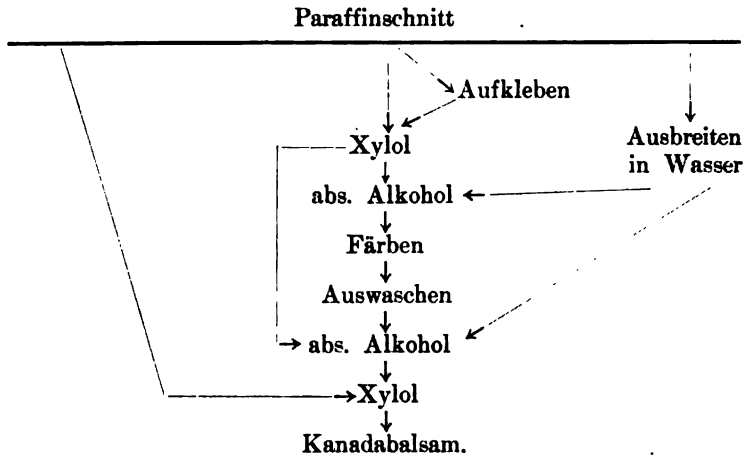 Paraffinschnitt
Aufkleben
Xylol
Ausbreiten
in Wasser
abs. Alkohol
Färben
Auswaschen
abs. Alkohol
Xylol
Kanadabalsam.